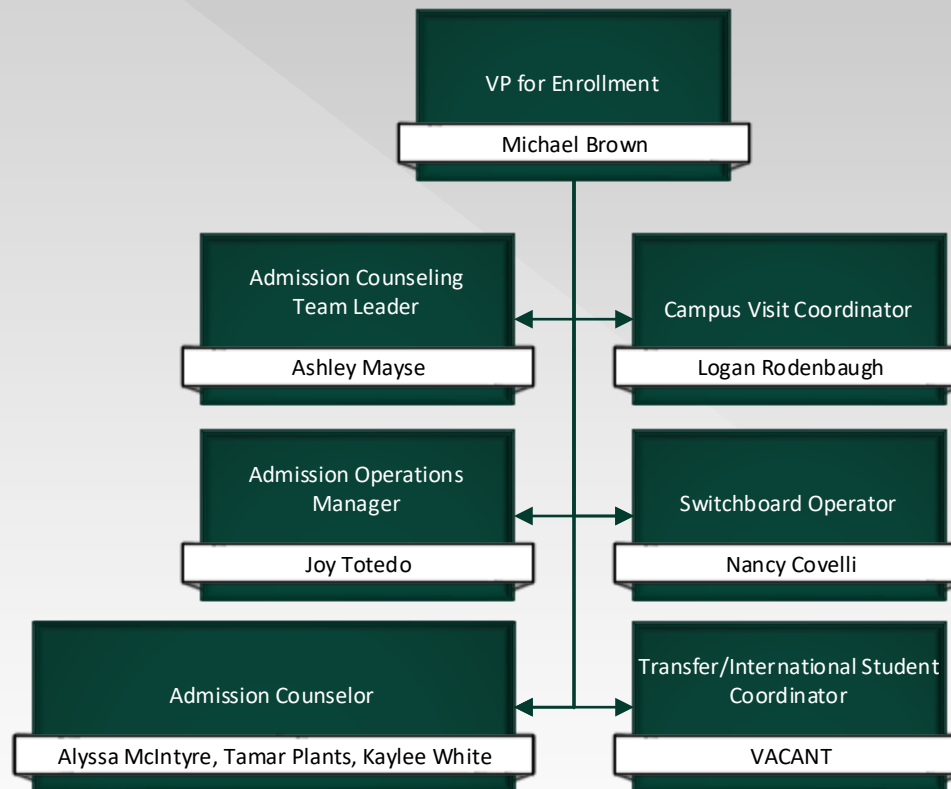 VP for Enrollment
Michael Brown
Admission Counseling
Team Leader
Ashley Mayse
Campus Visit Coordinator
Logan Rodenbaugh
Admission Operations
Manager
Joy Totedo
Switchboard Operator
Nancy Covelli
Admission Counselor
Alyssa McIntyre, Tamar Plants, Kaylee White
Transfer/International Student
Coordinator
VACANT